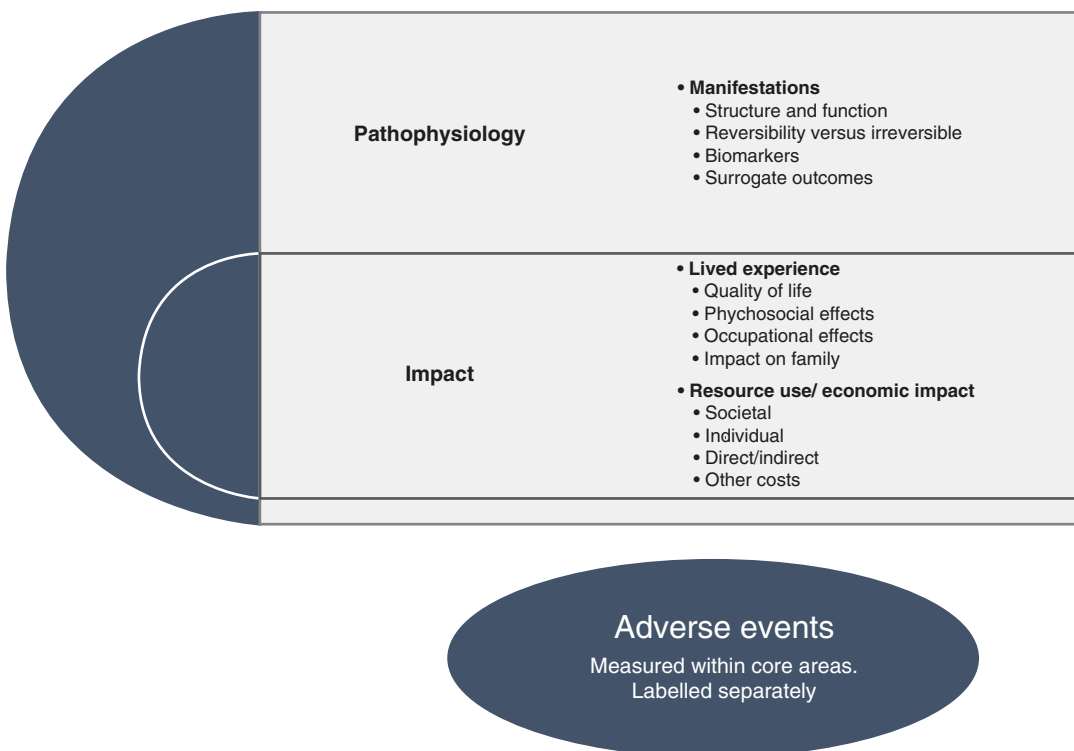 Pathophysiology
• Manifestations
• Structure and function
• Reversibility versus irreversible
• Biomarkers
• Surrogate outcomes
Impact
• Lived experience
• Quality of life
• Phychosocial effects
• Occupational effects
• Impact on family
• Resource use/ economic impact
• Societal
• Individual
• Direct/indirect
• Other costs
Adverse events
Measured within core areas.
Labelled separately